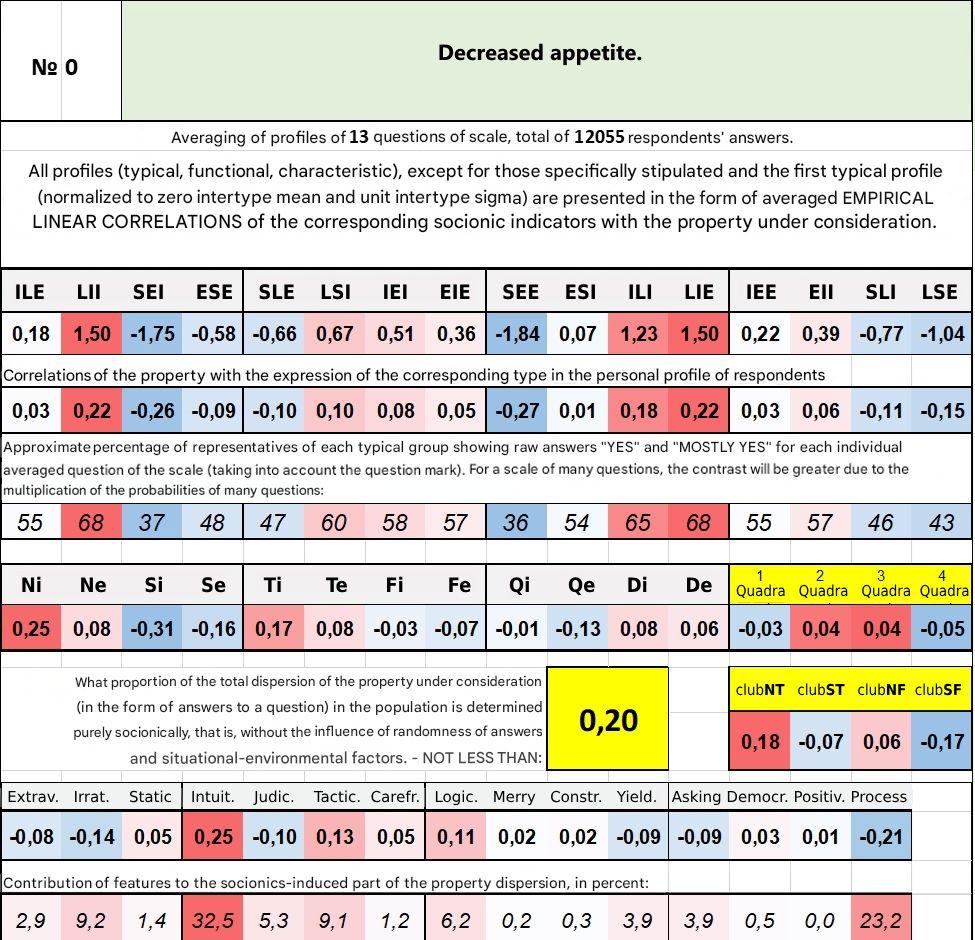 № 0
Decreased appetite.
Averaging of profiles of 13 questions of scale, total of 12055 respondents' answers.
All profiles (typical, functional, characteristic), except for those specifically stipulated and the first typical profile
(normalized to zero intertype mean and unit intertype sigma) are presented in the form of averaged EMPIRICAL
LINEAR CORRELATIONS of the corresponding socionic indicators with the property under consideration.
ILE LII SEI ESE SLE LSI IEI EIE SEE ESI ILI LIE IEE EII SLI LSE
0,18 1,50 -1,75 -0,58 -0,66 0,67 0,51 0,36 -1,84 0,07 1,23 1,50 0,22 0,39 -0,77 -1,04
Correlations of the property with the expression of the corresponding type in the personal profile of respondents
0,03 0,22 -0,26 -0,09 -0,10 0,10 0,08 0,05 -0,27 0,01 0,18 0,22 0,03 0,06 -0,11 -0,15
Approximate percentage of representatives of each typical group showing raw answers "YES" and "MOSTLY YES" for each individual
averaged question of the scale (taking into account the question mark). For a scale of many questions, the contrast will be greater due to the
multiplication of the probabilities of many questions:
55 68 37 48 47 60 58 57 36 54 65 68 55 57 46 43
Ni Ne Si Se Ti Te Fi Fe Qi Qe Di De 1 Quadra 2 Quadra 3 Quadra 4 Quadra
0,25 0,08 -0,31 -0,16 0,17 0,08 -0,03 -0,07 -0,01 -0,13 0,08 0,06 -0,03 0,04 0,04 -0,05
What proportion of the total dispersion of the property under consideration
(in the form of answers to a question) in the population is determined
purely socionically, that is, without the influence of randomness of answers
and situational-environmental factors. - NOT LESS THAN:
0,20
clubNT clubST clubNF clubSF
0,18 -0,07 0,06 -0,17
Extrav. Irrat. Static Intuit. Judic. Tactic. Carefr. Logic. Merry Constr. Yield. Asking Democr. Positiv. Process
-0,08 -0,14 0,05 0,25 -0,10 0,13 0,05 0,11 0,02 0,02 -0,09 -0,09 0,03 0,01 -0,21
Contribution of features to the socionics-induced part of the property dispersion, in percent:
2,9 9,2 1,4 32,5 5,3 9,1 1,2 6,2 0,2 0,3 3,9 3,9 0,5 0,0 23,2